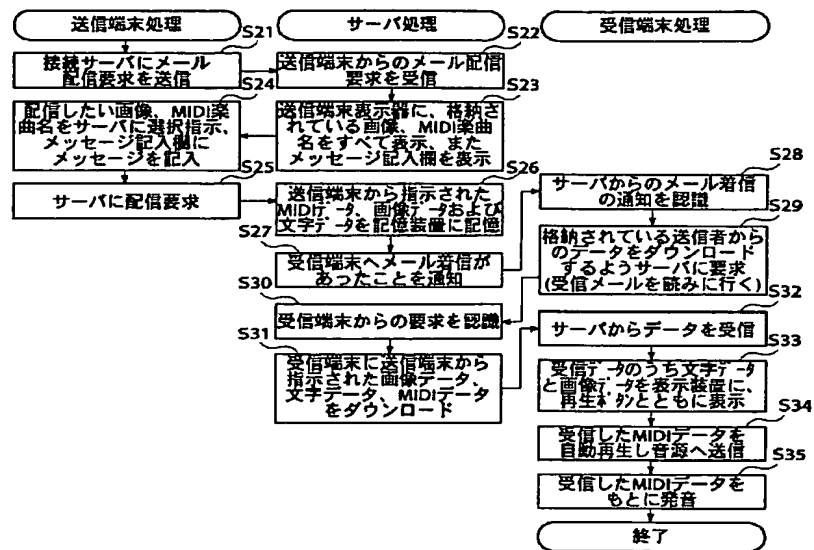 送信端末処理
サーバ処理
受信端末処理
S21
接続サーバにメール
配信要求を送信
S22
送信端末からのメール配信
要求を受信
S23
送信端末表示器に、格納さ
れている画像、MIDI楽曲
名をすべて表示、また
メッセージ記入欄を表示
S24
配信したい画像、MIDI楽
曲名をサーバに選択指示、
メッセージ記入欄に
メッセージを記入
S25
サーバに配信要求
S26
送信端末から指示された
MIDIデータ、画像データおよび
文字データを記憶装置に記憶
S27
受信端末へメール着信が
あったことを通知
S28
サーバからのメール着信
の通知を認識
S29
格納されている送信者から
のデータをダウンロード
するようサーバに要求
(受信メールを読みに行く)
S30
受信端末からの要求を認識
S31
受信端末に送信端末から
指示された画像データ、
文字データ、MIDIデータ
をダウンロード
S32
サーバからデータを受信
S33
受信データのうち文字データ
と画像データを表示装置に、
再生ボタンとともに表示
S34
受信したMIDIデータを
自動再生し音源へ送信
S35
受信したMIDIデータを
もとに発音
終了